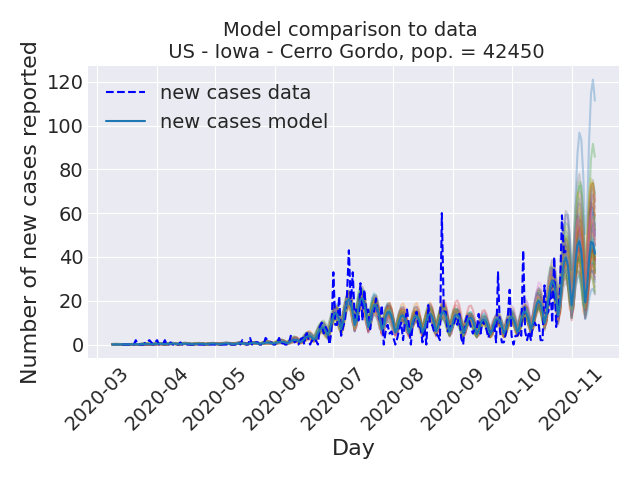 Model comparison to data
US - Iowa - Cerro Gordo, pop. = 42450
Number of new cases reported
120
100
80
60
40
20
0
new cases data
new cases model
2020-03
2020-04
2020-05
2020-06
2020-07
2020-08
2020-09
2020-10
2020-11
Day